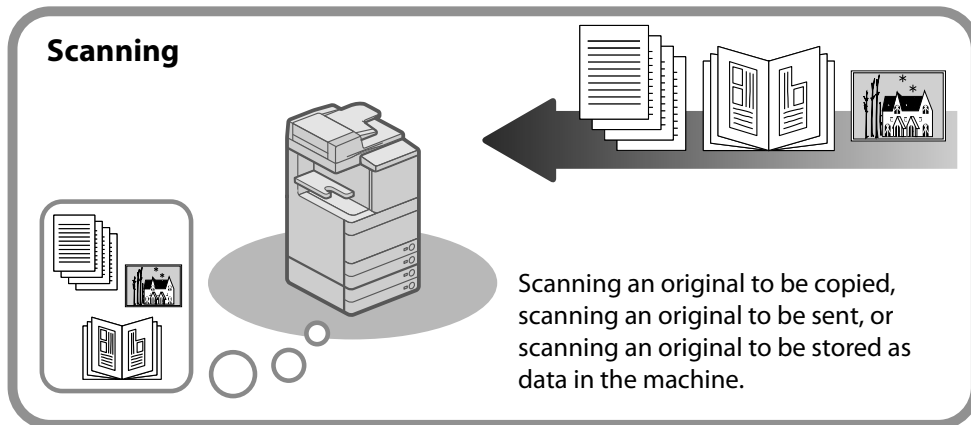 Scanning
Scanning an original to be copied,
scanning an original to be sent, or
scanning an original to be stored as
data in the machine.